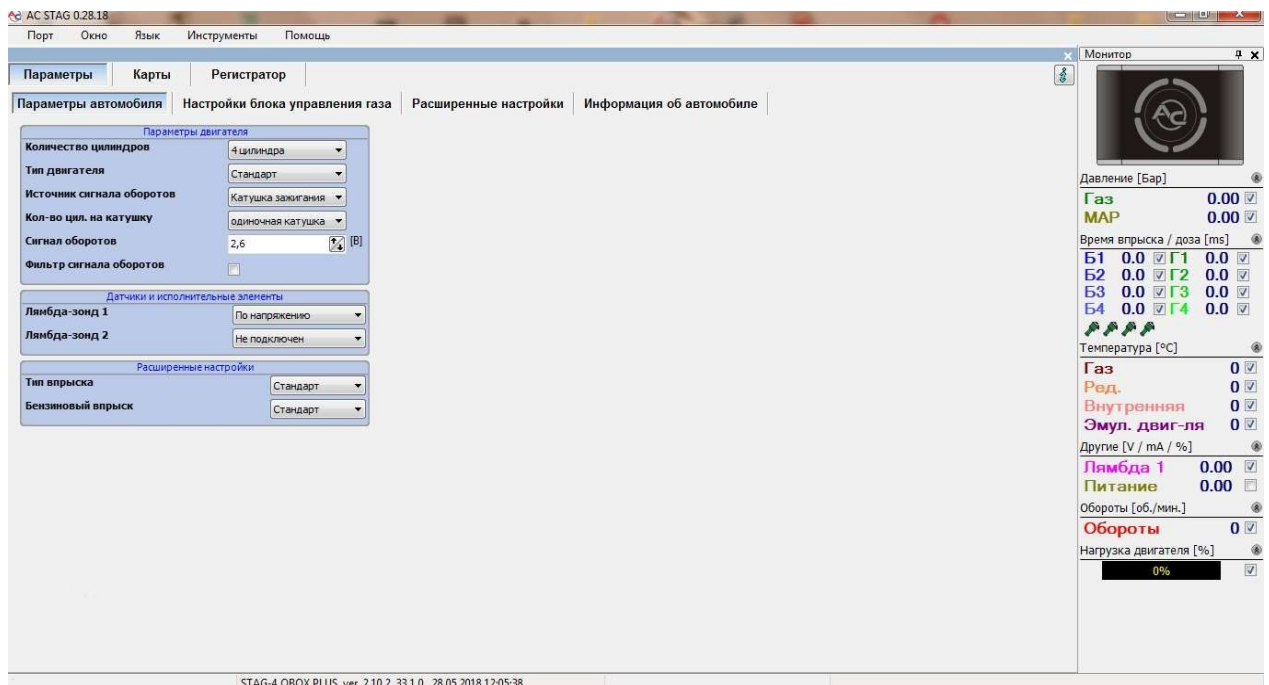 AC STAG 0.28.18
Порт Окно Язык Инструменты Помощь
Параметры Карты Регистратор
Параметры автомобиля Настройки блока управления газа Расширенные настройки Информация об автомобиле
Параметры двигателя
Количество цилиндров 4 цилиндра
Тип двигателя Стандарт
Источник сигнала оборотов Катушка зажигания
Кол-во цил. на катушку одиночная катушка
Сигнал оборотов 2,6 [В]
Фильтр сигнала оборотов
Датчики и исполнительные элементы
Лямбда-зонд 1 По напряжению
Лямбда-зонд 2 Не подключен
Расширенные настройки
Тип впрыска Стандарт
Бензиновый впрыск Стандарт
Монитор
AC
Давление [Бар]
Газ 0.00
MAP 0.00
Время впрыска / доза [ms]
Б1 0.0 Г1 0.0
Б2 0.0 Г2 0.0
Б3 0.0 Г3 0.0
Б4 0.0 Г4 0.0
Температура [°C]
Газ 0
Ред. 0
Внутренняя 0
Эмул. двиг-ля 0
Другие [V / mA / %]
Лямбда 1 0.00
Питание 0.00
Обороты [об./мин.]
Обороты 0
Нагрузка двигателя [%]
0%
STAG-4 QBOX PLUS ver. 2.10.2 33.1.0 28.05.2018 12:05:38